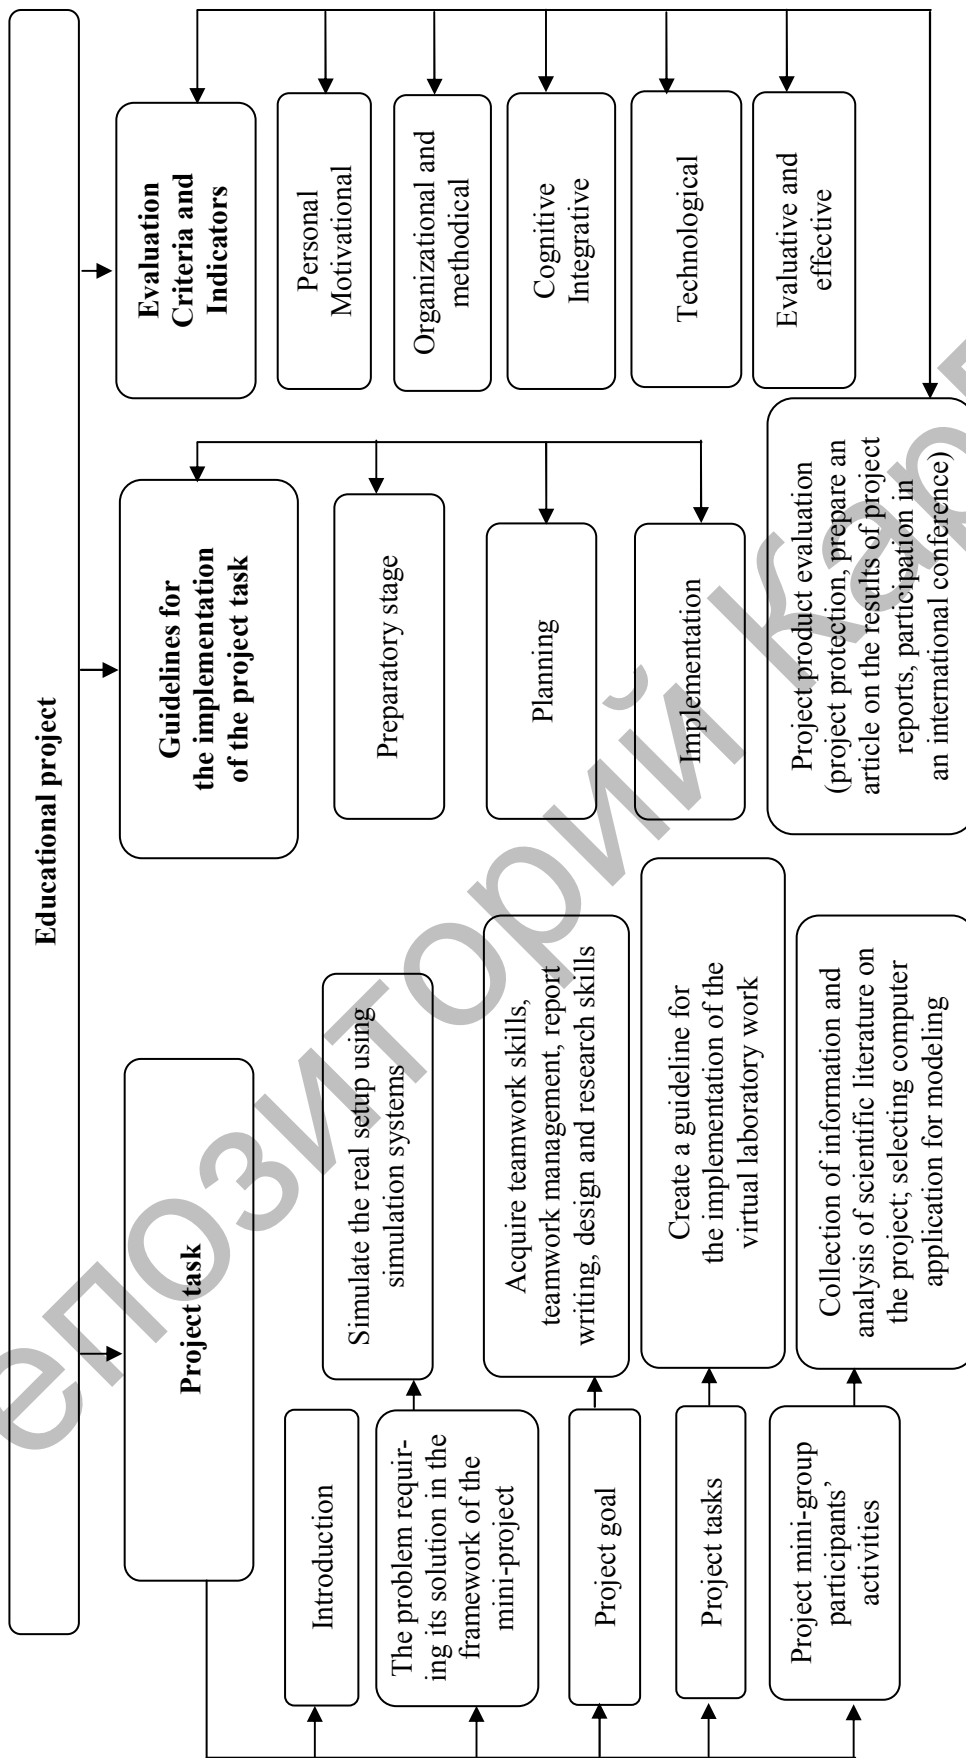 Educational project
Project task
Introduction
The problem requir-
ing its solution in the
framework of the
mini-project
Simulate the real setup using
simulation systems
Project goal
Acquire teamwork skills,
teamwork management, report
writing, design and research skills
Project tasks
Create a guideline for
the implementation of the
virtual laboratory work
Project mini-group
participants’
activities
Collection of information and
analysis of scientific literature on
the project; selecting computer
application for modeling
Guidelines for
the implementation
of the project task
Preparatory stage
Planning
Implementation
Project product evaluation
(project protection, prepare an
article on the results of project
reports, participation in
an international conference)
Evaluation
Criteria and
Indicators
Personal
Motivational
Organizational and
methodical
Cognitive
Integrative
Technological
Evaluative and
effective
епозиторий Кар